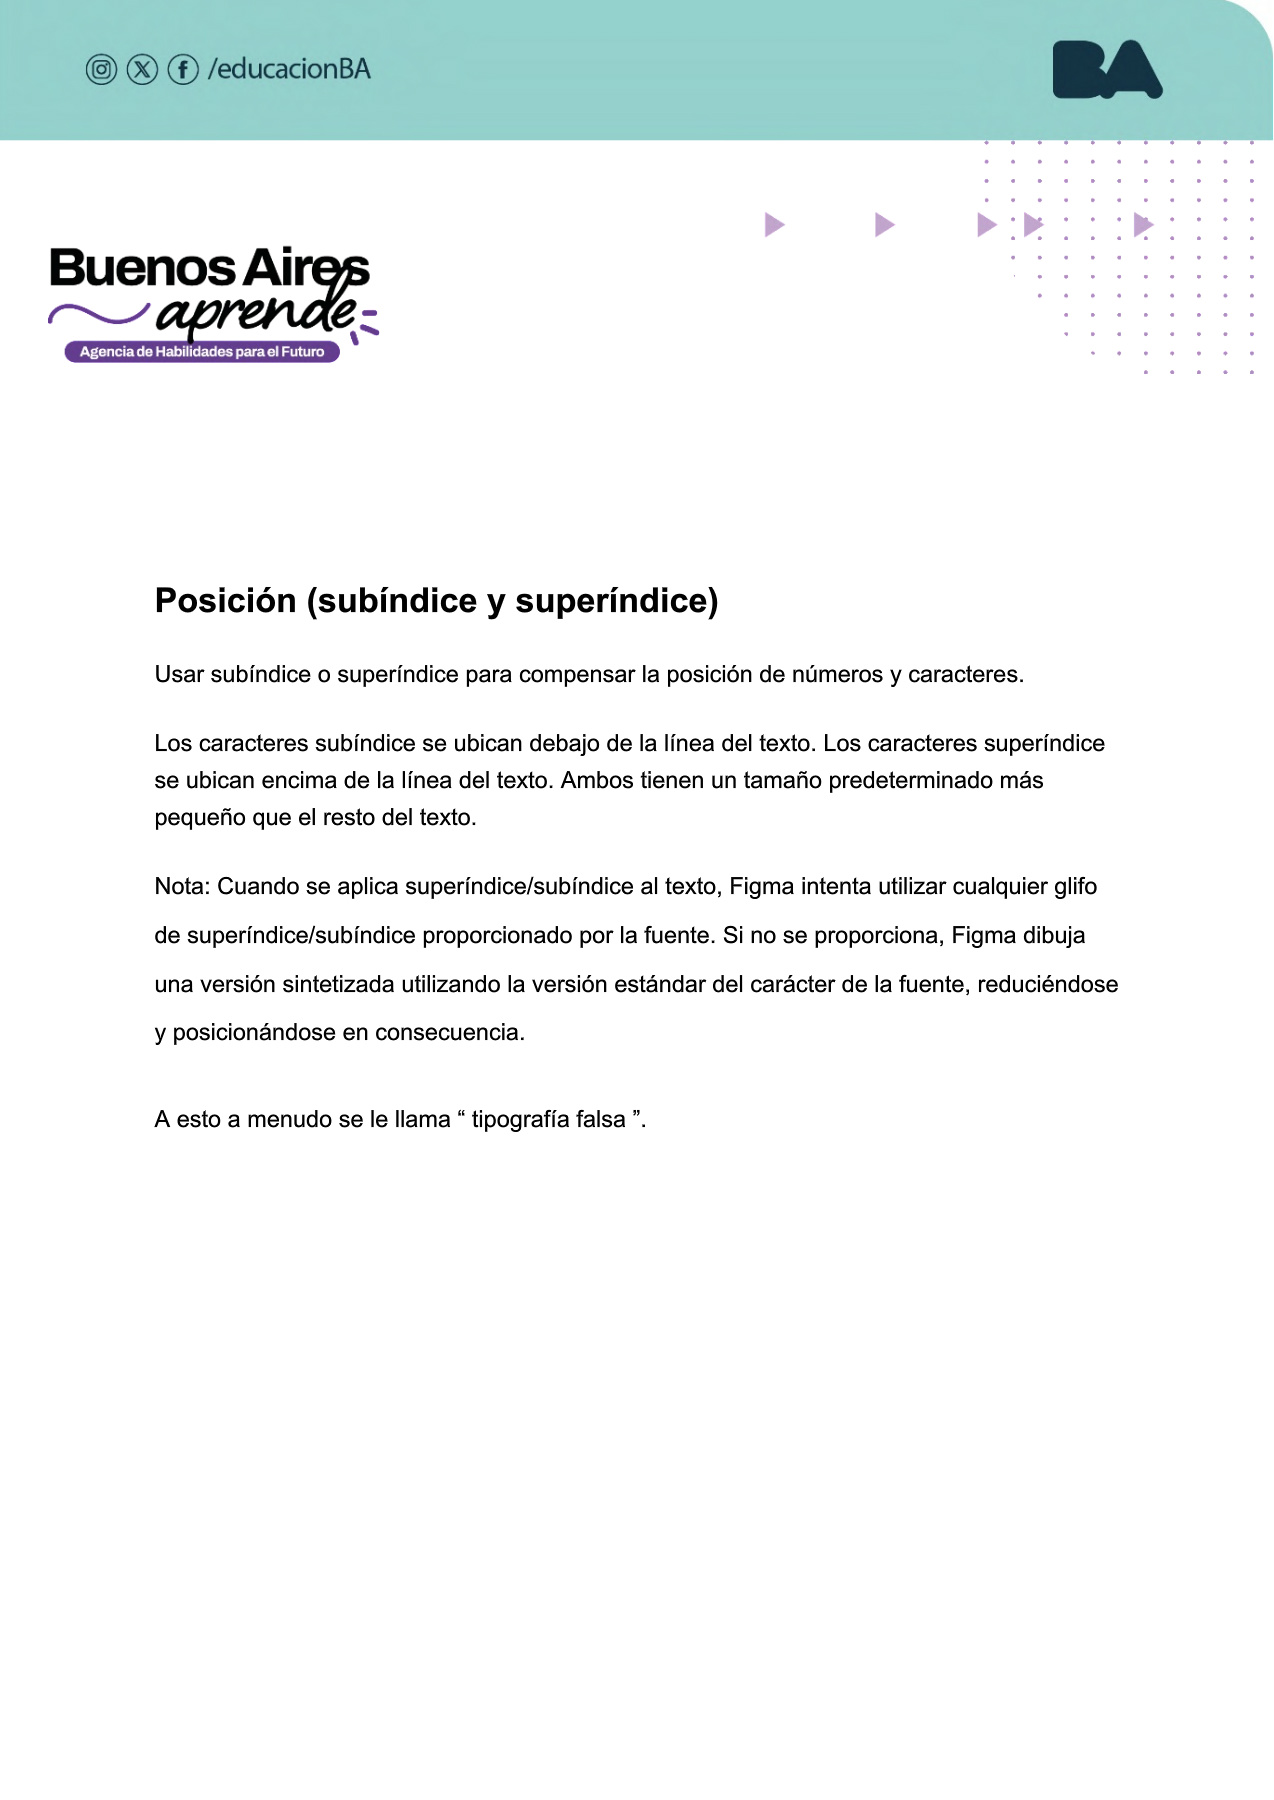 /educacionBA
BA
Buenos Aires
aprende
Agencia de Habilidades para el Futuro
Posición (subíndice y superíndice)
Usar subíndice o superíndice para compensar la posición de números y caracteres.
Los caracteres subíndice se ubican debajo de la línea del texto. Los caracteres superíndice
se ubican encima de la línea del texto. Ambos tienen un tamaño predeterminado más
pequeño que el resto del texto.
Nota: Cuando se aplica superíndice/subíndice al texto, Figma intenta utilizar cualquier glifo
de superíndice/subíndice proporcionado por la fuente. Si no se proporciona, Figma dibuja
una versión sintetizada utilizando la versión estándar del carácter de la fuente, reduciéndose
y posicionándose en consecuencia.
A esto a menudo se le llama “ tipografía falsa ”.